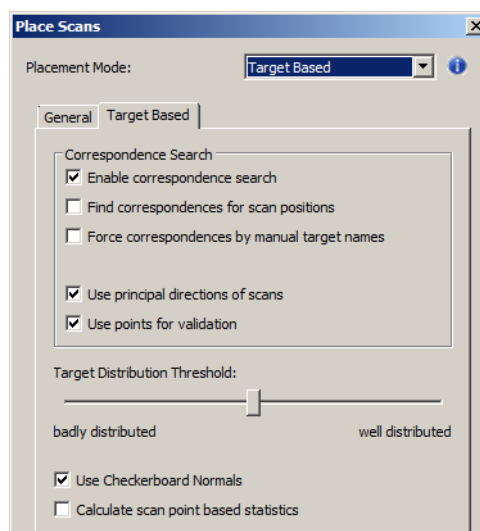 Place Scans
Placement Mode: Target Based
General Target Based
Correspondence Search
Enable correspondence search
Find correspondences for scan positions
Force correspondences by manual target names
Use principal directions of scans
Use points for validation
Target Distribution Threshold:
badly distributed well distributed
Use Checkerboard Normals
Calculate scan point based statistics